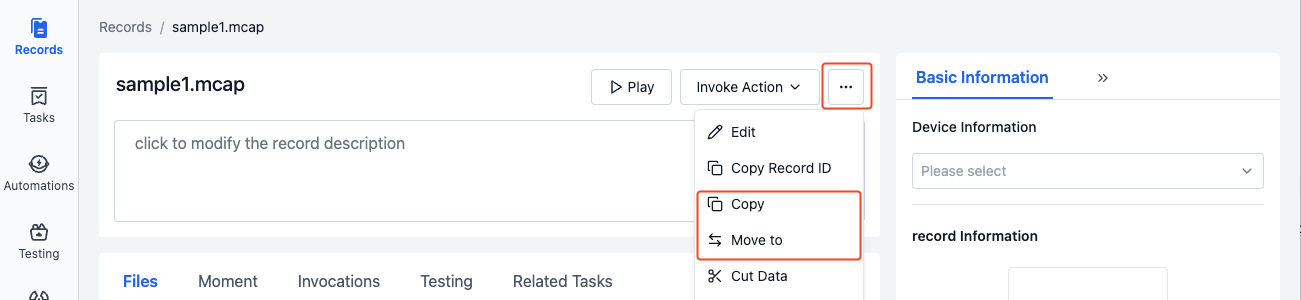 Records
Tasks
Automations
Testing
Records / sample1.mcap
sample1.mcap
Play
Invoke Action
...
click to modify the record description
Edit
Copy Record ID
Copy
Move to
Cut Data
Files Moment Invocations Testing Related Tasks
Basic Information »
Device Information
Please select
record Information